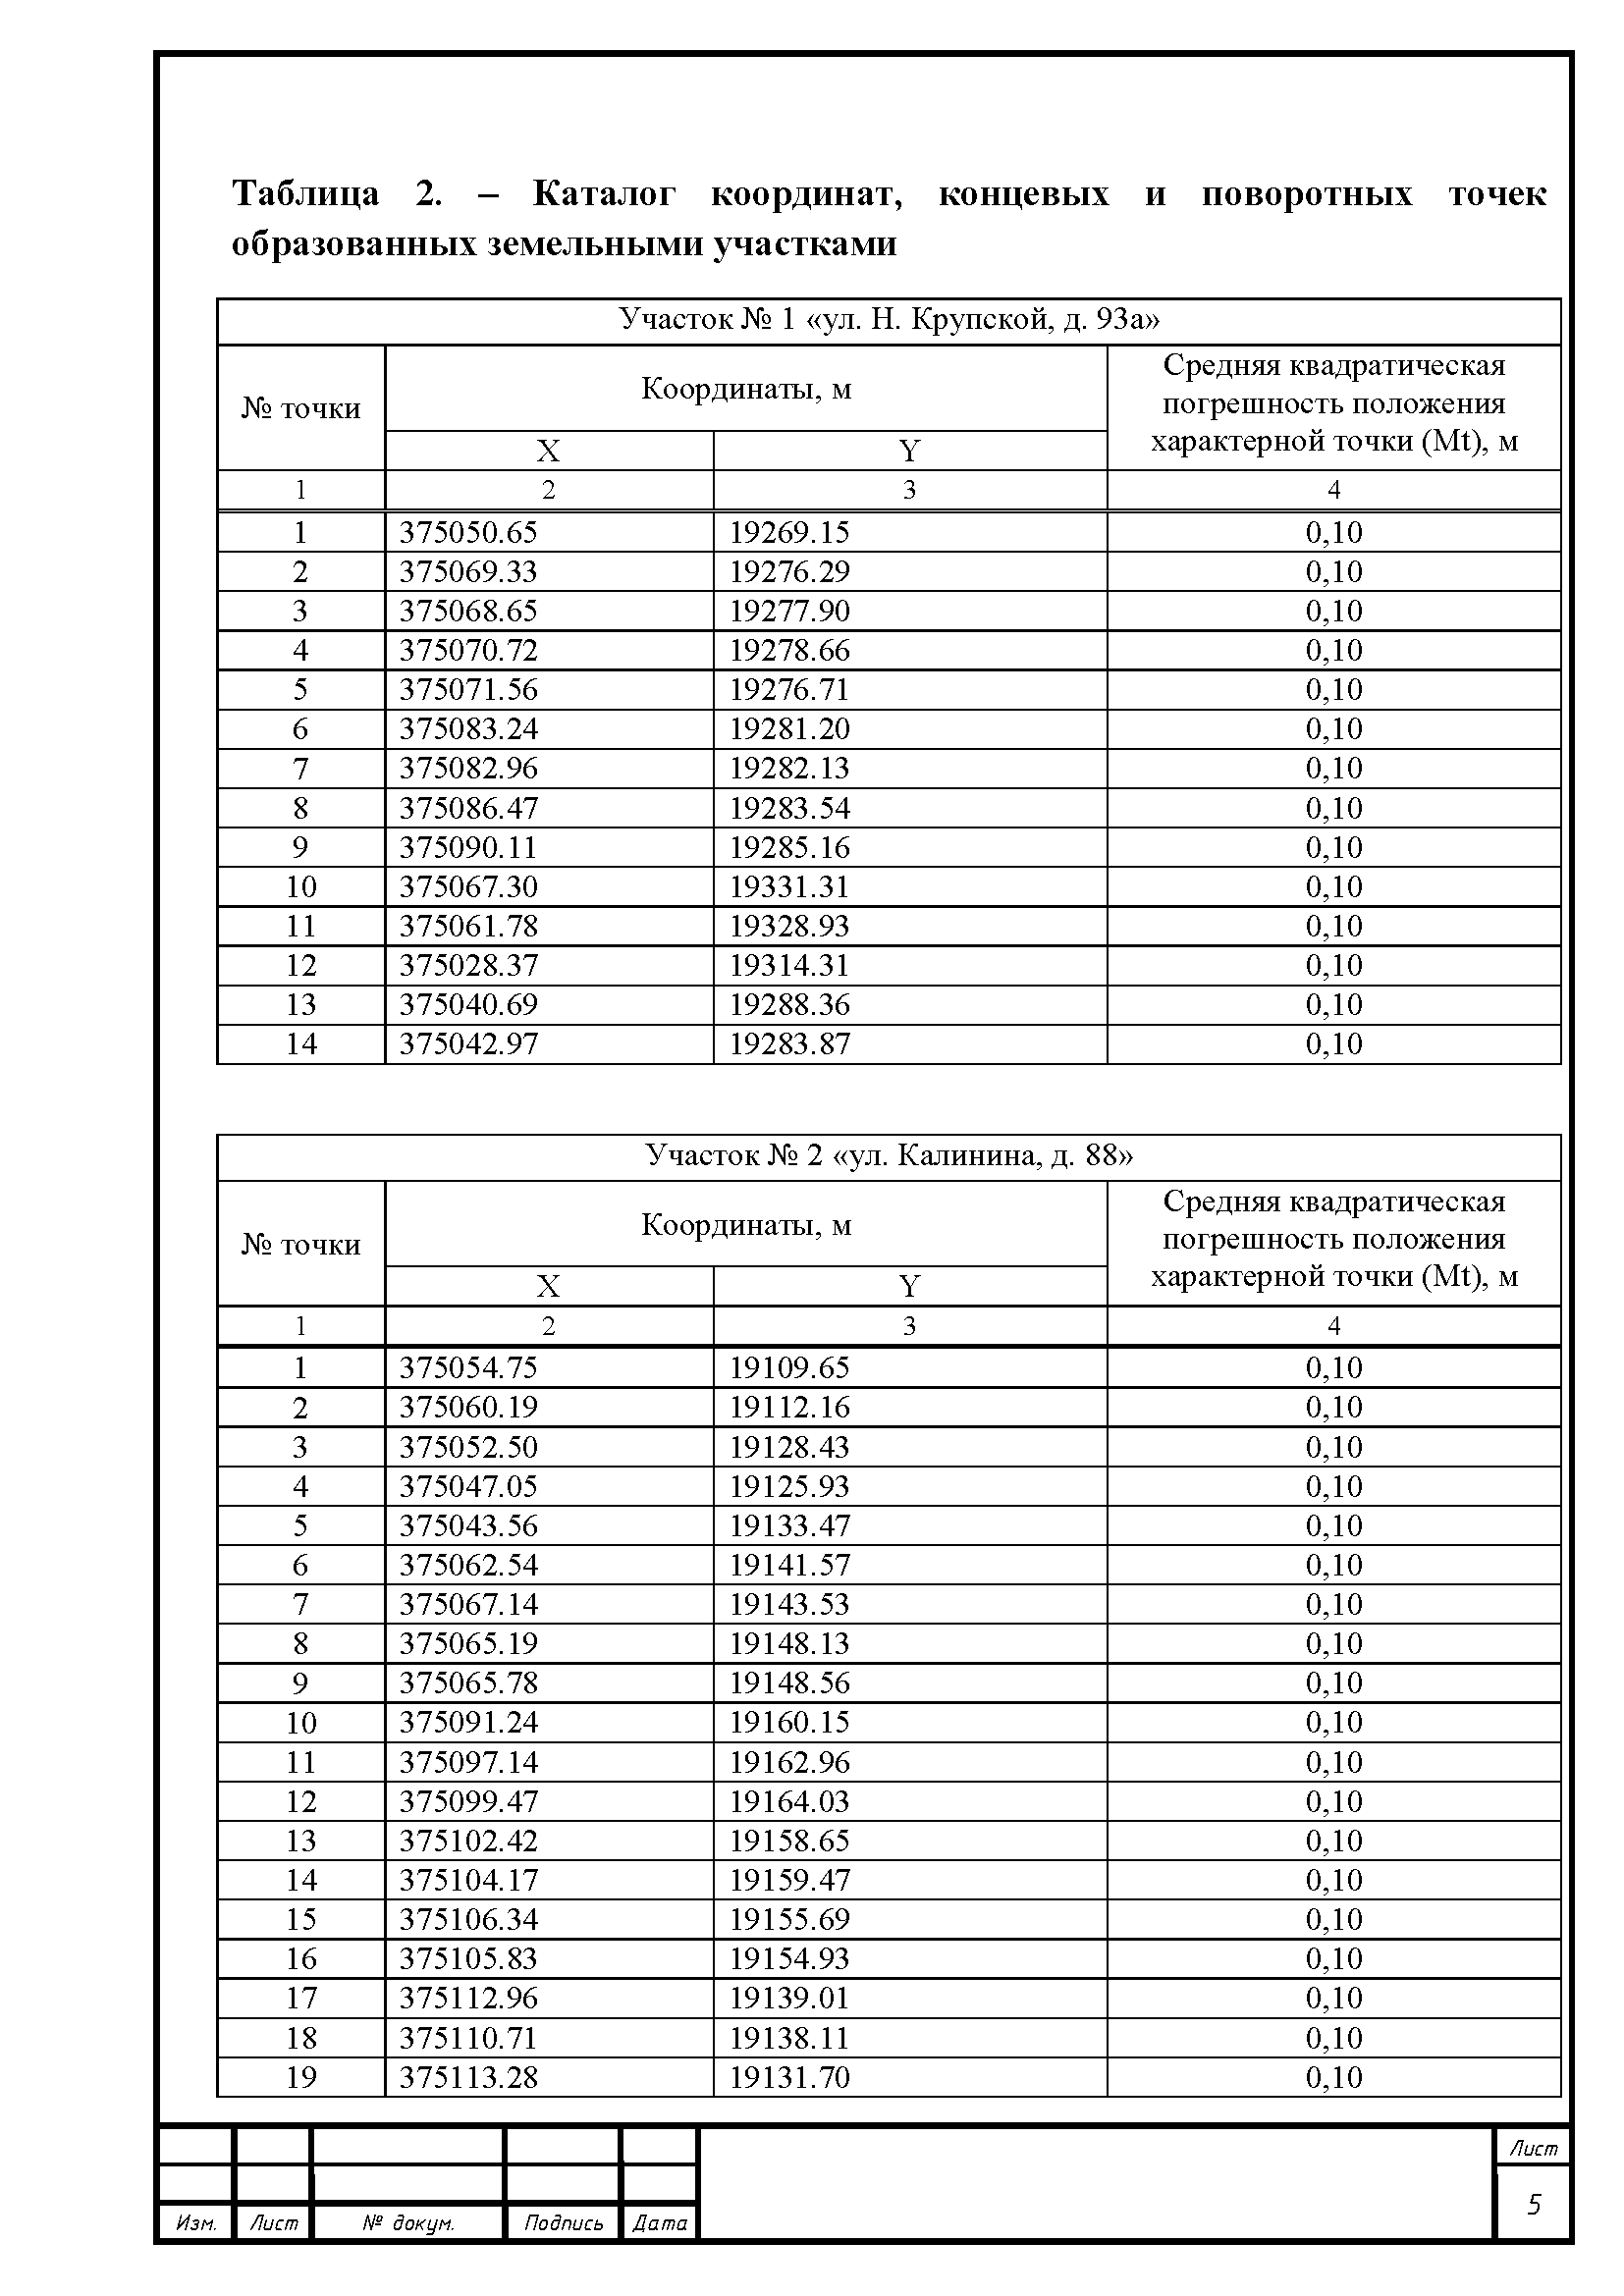 Таблица 2. – Каталог координат, концевых и поворотных точек
образованных земельными участками
Участок № 1 «ул. Н. Крупской, д. 93а»
№ точки Координаты, м Средняя квадратическая
погрешность положения
характерной точки (Mt), м
X Y
1 2 3 4
1 375050.65 19269.15 0,10
2 375069.33 19276.29 0,10
3 375068.65 19277.90 0,10
4 375070.72 19278.66 0,10
5 375071.56 19276.71 0,10
6 375083.24 19281.20 0,10
7 375082.96 19282.13 0,10
8 375086.47 19283.54 0,10
9 375090.11 19285.16 0,10
10 375067.30 19331.31 0,10
11 375061.78 19328.93 0,10
12 375028.37 19314.31 0,10
13 375040.69 19288.36 0,10
14 375042.97 19283.87 0,10
Участок № 2 «ул. Калинина, д. 88»
№ точки Координаты, м Средняя квадратическая
погрешность положения
характерной точки (Mt), м
X Y
1 2 3 4
1 375054.75 19109.65 0,10
2 375060.19 19112.16 0,10
3 375052.50 19128.43 0,10
4 375047.05 19125.93 0,10
5 375043.56 19133.47 0,10
6 375062.54 19141.57 0,10
7 375067.14 19143.53 0,10
8 375065.19 19148.13 0,10
9 375065.78 19148.56 0,10
10 375091.24 19160.15 0,10
11 375097.14 19162.96 0,10
12 375099.47 19164.03 0,10
13 375102.42 19158.65 0,10
14 375104.17 19159.47 0,10
15 375106.34 19155.69 0,10
16 375105.83 19154.93 0,10
17 375112.96 19139.01 0,10
18 375110.71 19138.11 0,10
19 375113.28 19131.70 0,10
Лист
5
Изм. Лист № докум. Подпись Дата